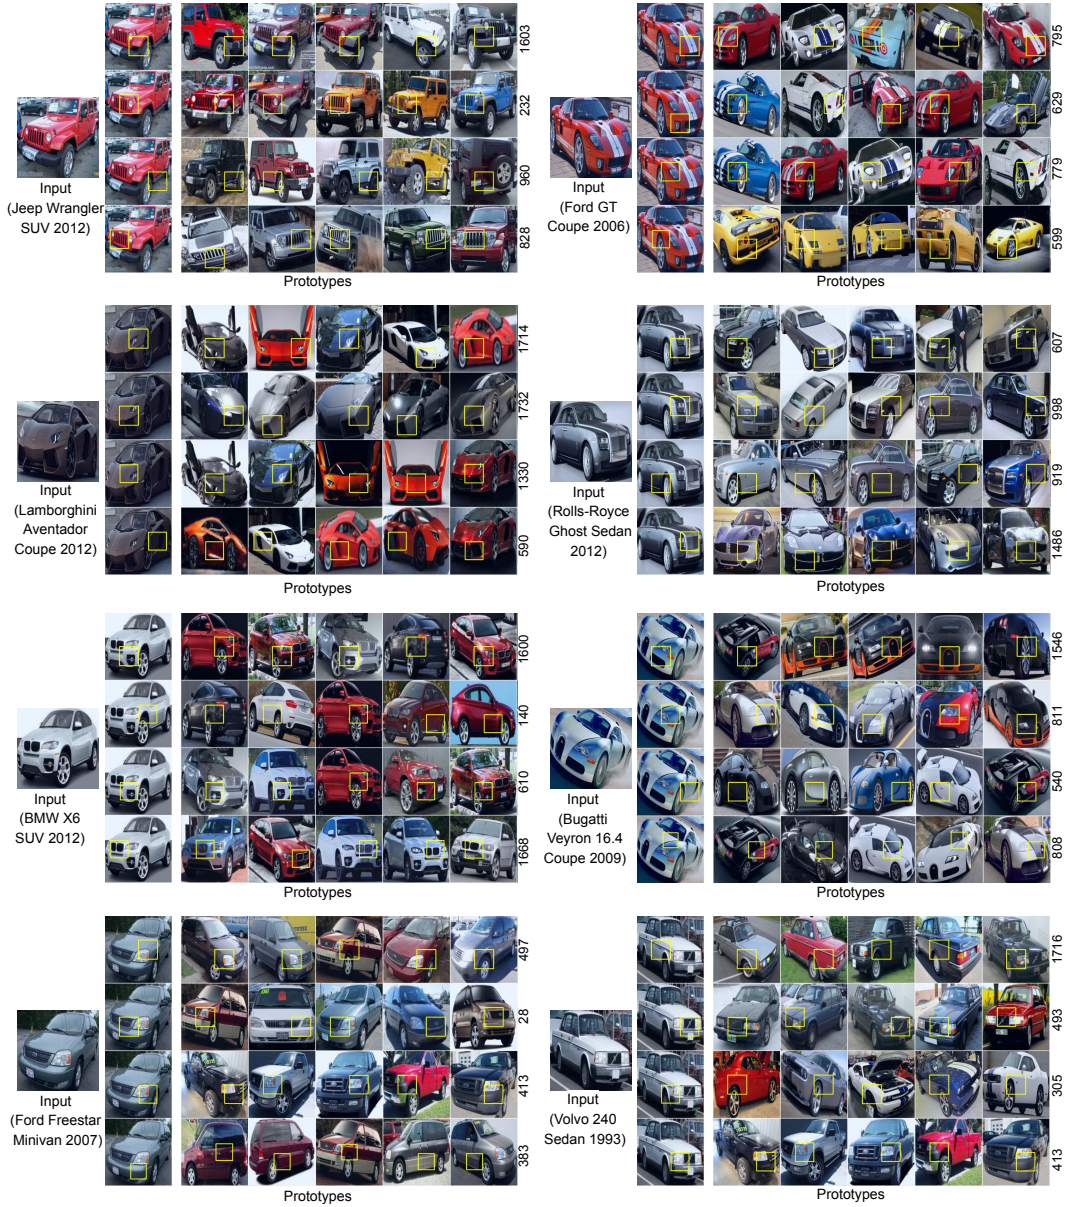 Input
(Jeep Wrangler
SUV 2012)
1603
232
960
828
Prototypes
Input
(Ford GT
Coupe 2006)
795
629
779
599
Prototypes
Input
(Lamborghini
Aventador
Coupe 2012)
1714
1732
1330
590
Prototypes
Input
(Rolls-Royce
Ghost Sedan
2012)
607
998
919
1486
Prototypes
Input
(BMW X6
SUV 2012)
1600
140
610
1668
Prototypes
Input
(Bugatti
Veyron 16.4
Coupe 2009)
1546
811
540
808
Prototypes
Input
(Ford Freestar
Minivan 2007)
497
28
413
383
Prototypes
Input
(Volvo 240
Sedan 1993)
1716
493
305
413
Prototypes